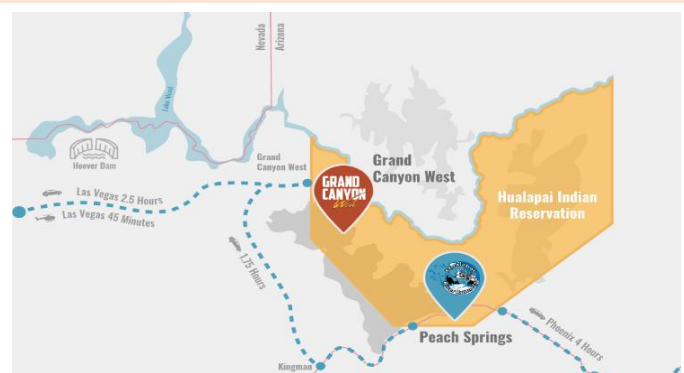 Nevada
Arizona
Lake Mead
Hoover Dam
Grand
Canyon West
Las Vegas 2.5 Hours
Las Vegas 45 Minutes
GRAND
CANYON
West
Grand
Canyon West
Hualapai Indian
Reservation
1.75 Hours
Peach Springs
Phoenix 4 Hours
Kingman